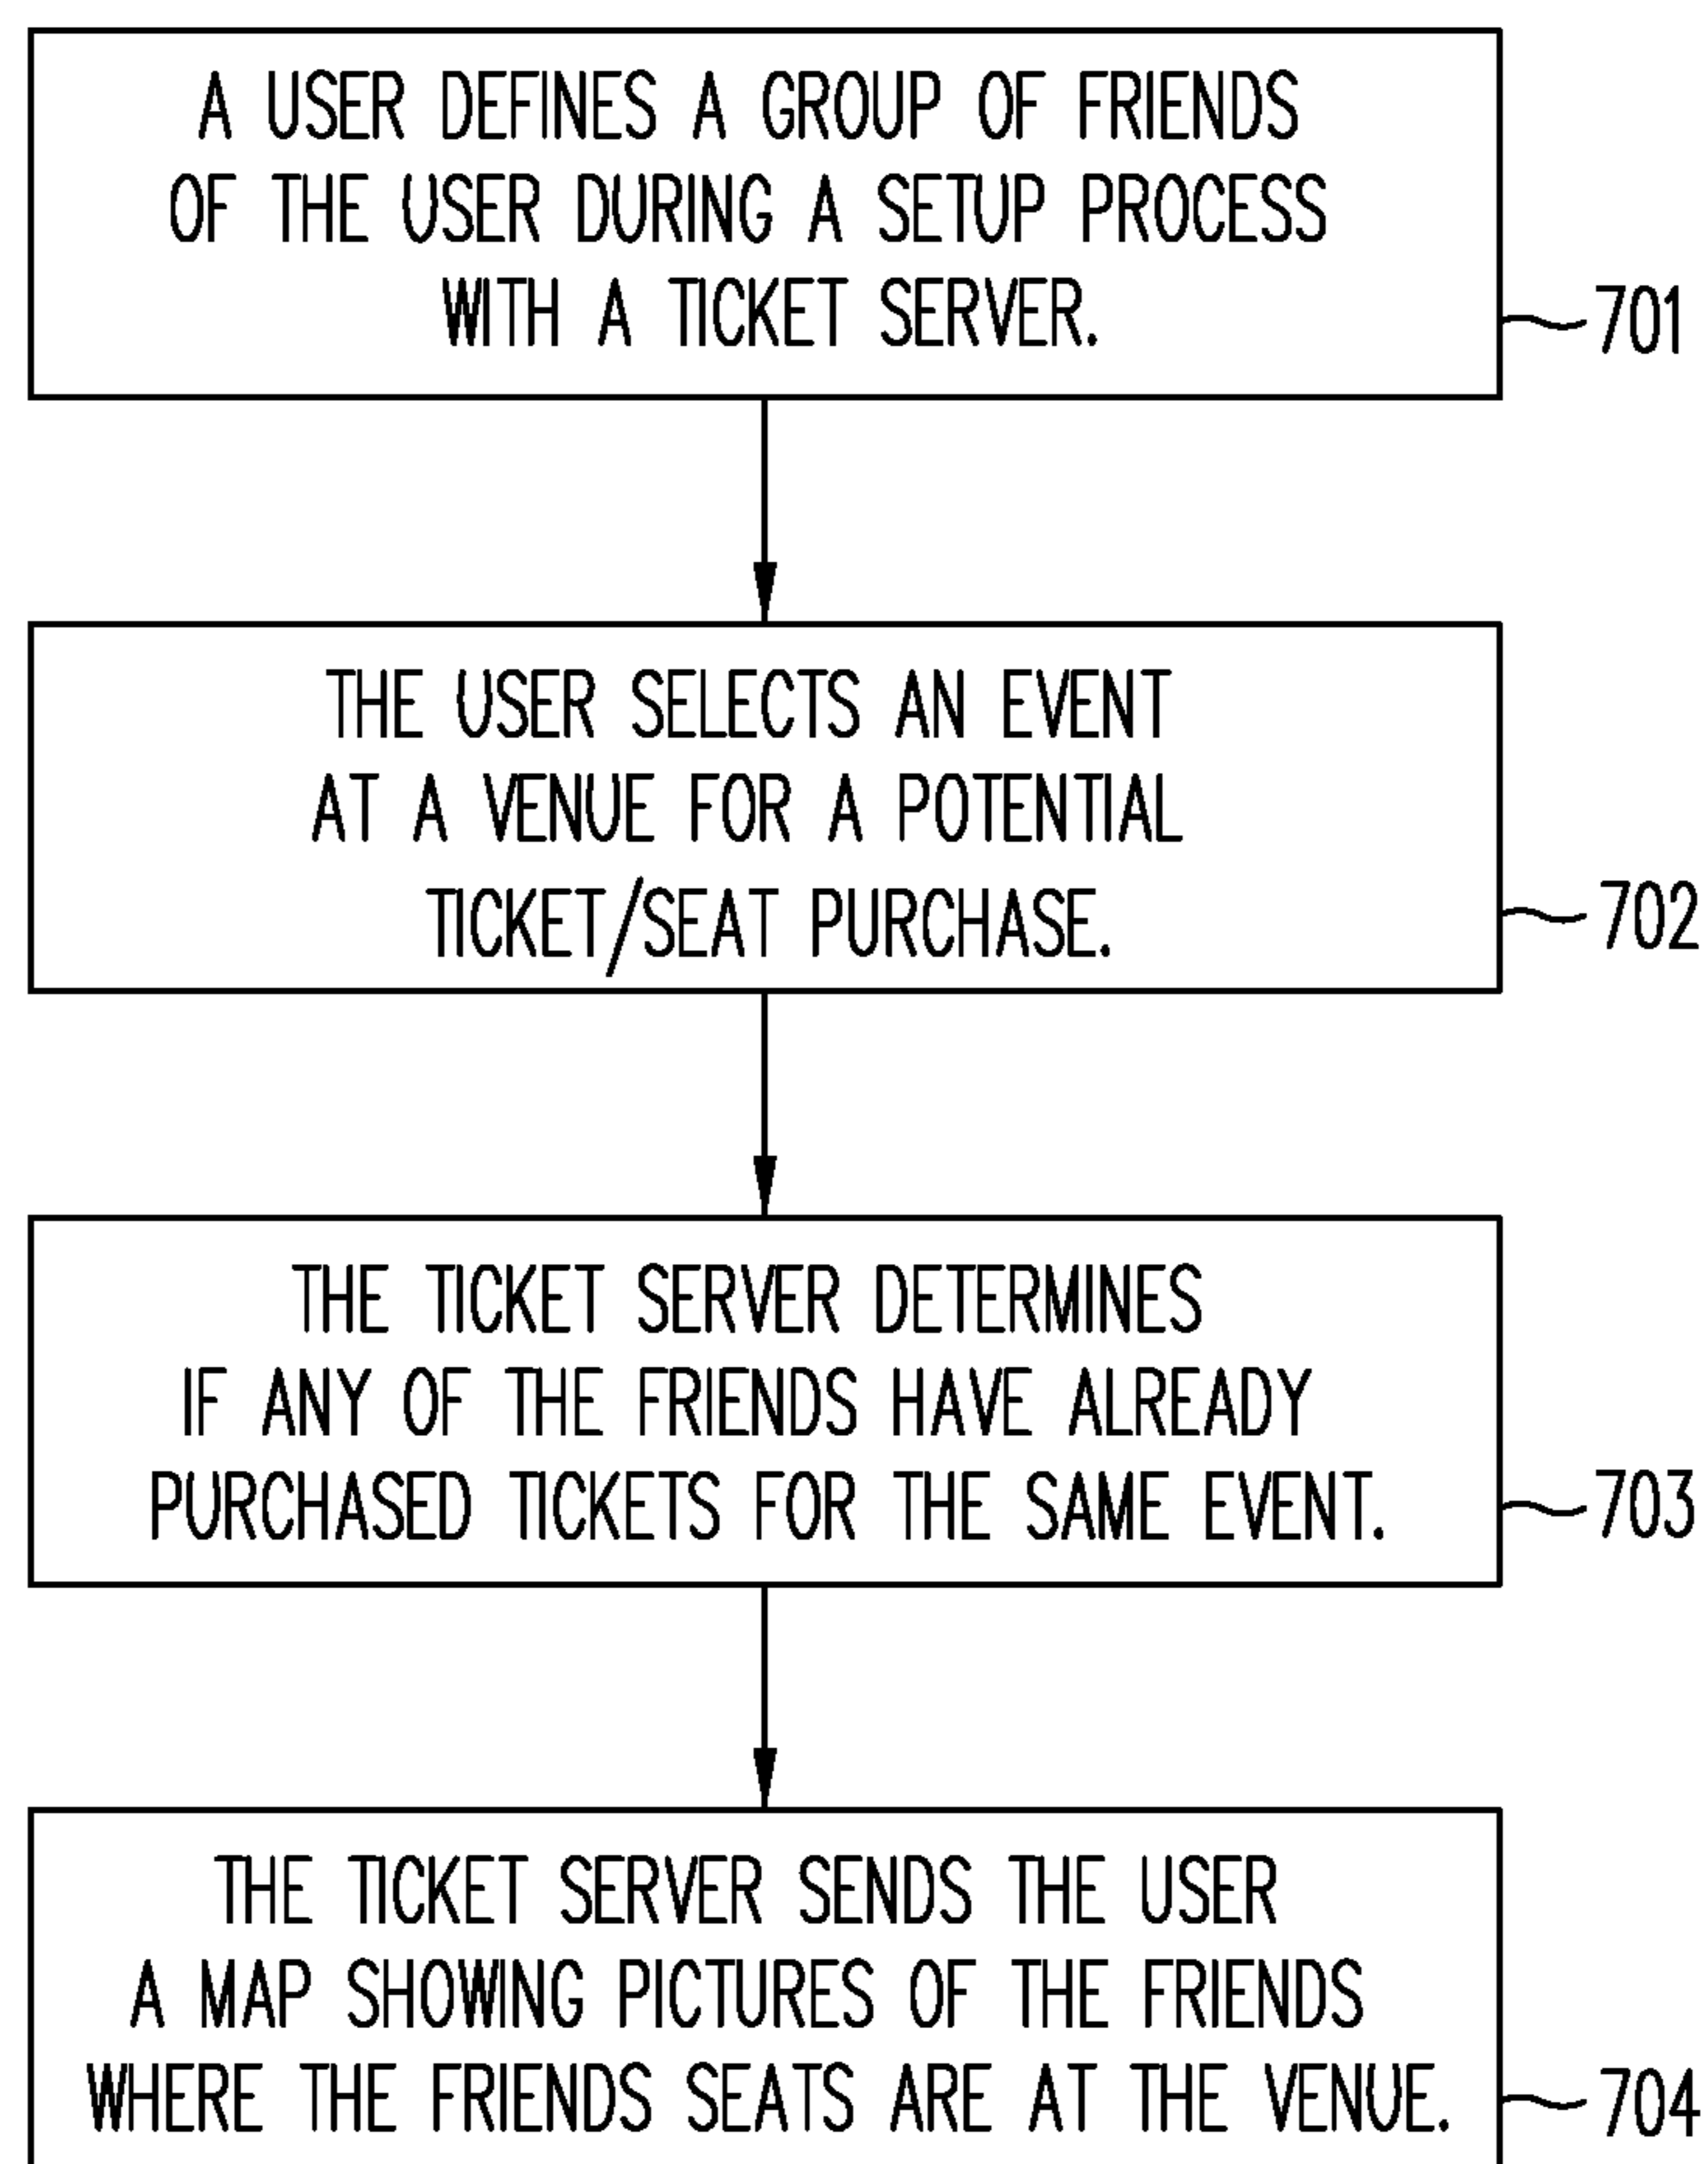 A USER DEFINES A GROUP OF FRIENDS
OF THE USER DURING A SETUP PROCESS
WITH A TICKET SERVER.
701
THE USER SELECTS AN EVENT
AT A VENUE FOR A POTENTIAL
TICKET/SEAT PURCHASE.
702
THE TICKET SERVER DETERMINES
IF ANY OF THE FRIENDS HAVE ALREADY
PURCHASED TICKETS FOR THE SAME EVENT.
703
THE TICKET SERVER SENDS THE USER
A MAP SHOWING PICTURES OF THE FRIENDS
WHERE THE FRIENDS SEATS ARE AT THE VENUE.
704